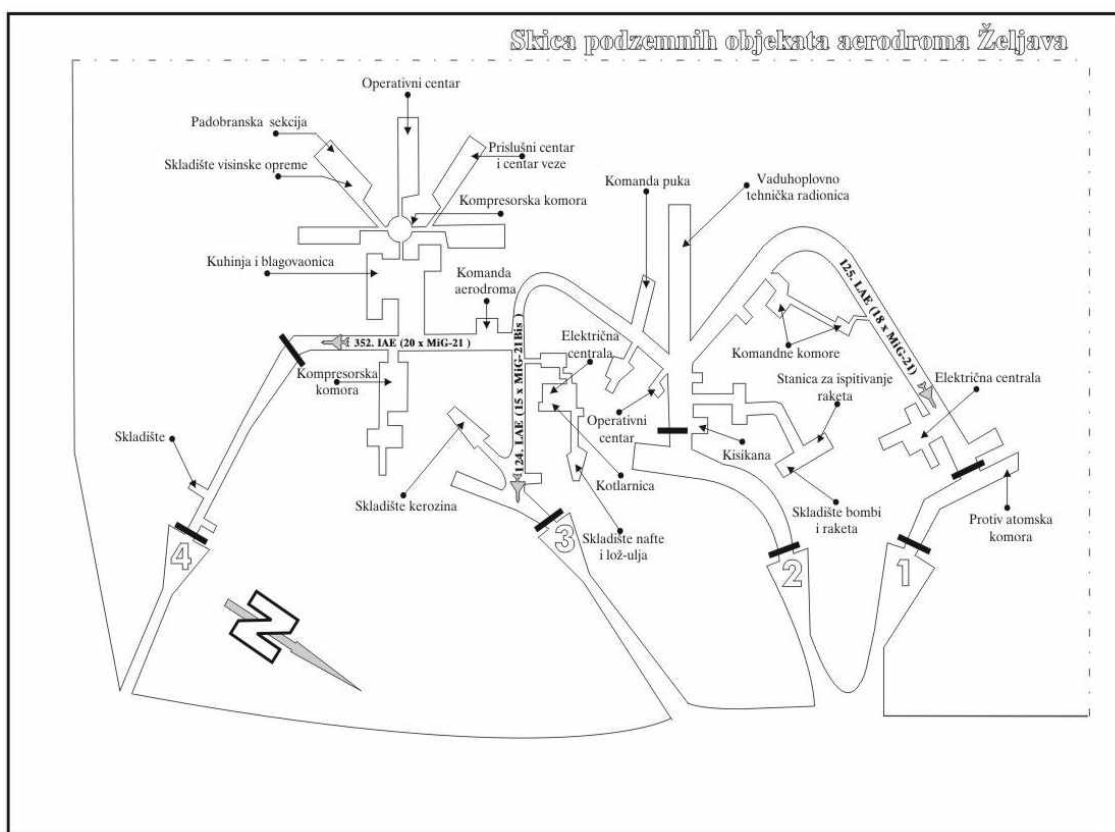 Skica podzemnih objekata aerodroma Željava
Operativni centar
Padobranska sekcija
Prislušni centar
i centar veze
Skladište visinske opreme
Komanda puka
Vaduhoplovno
tehnička radionica
Kompresorska komora
Kuhinja i blagovaonica
Komanda
aerodroma
125. LAE (18 x MiG-21)
352. IAE (20 x MiG-21 )
124. LAE (15 x MiG-21Bis )
Električna
centrala
Komandne komore
Kompresorska
komora
Stanica za ispitivanje
raketa
Električna centrala
Operativni
centar
Skladište
Kisikana
Kotlarnica
Skladište kerozina
Skladište bombi
i raketa
Protiv atomska
komora
Skladište nafte
i lož-ulja
4
3
2
1
N